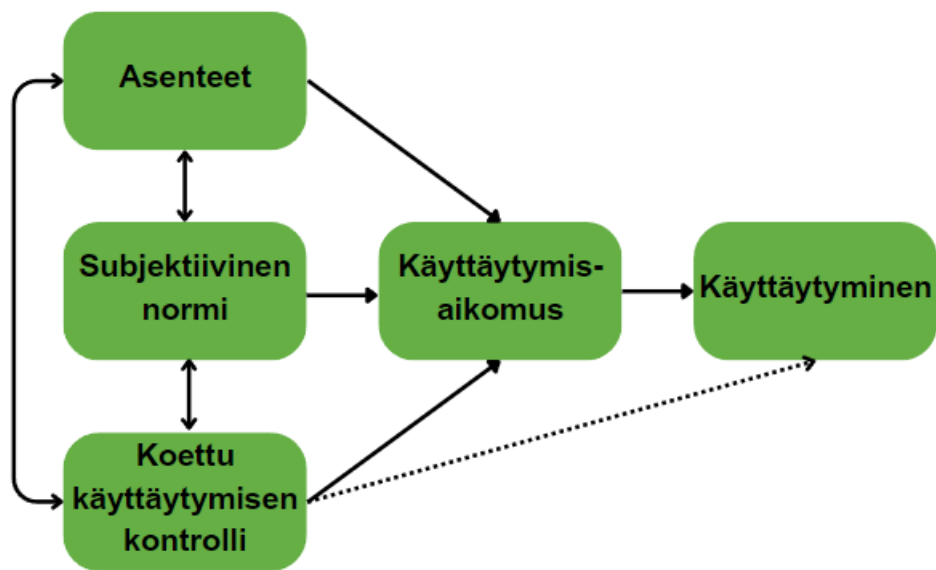 Asenteet
Subjektiivinen
normi
Käyttäytymis-
aikomus
Käyttäytyminen
Koettu
käyttäytymisen
kontrolli